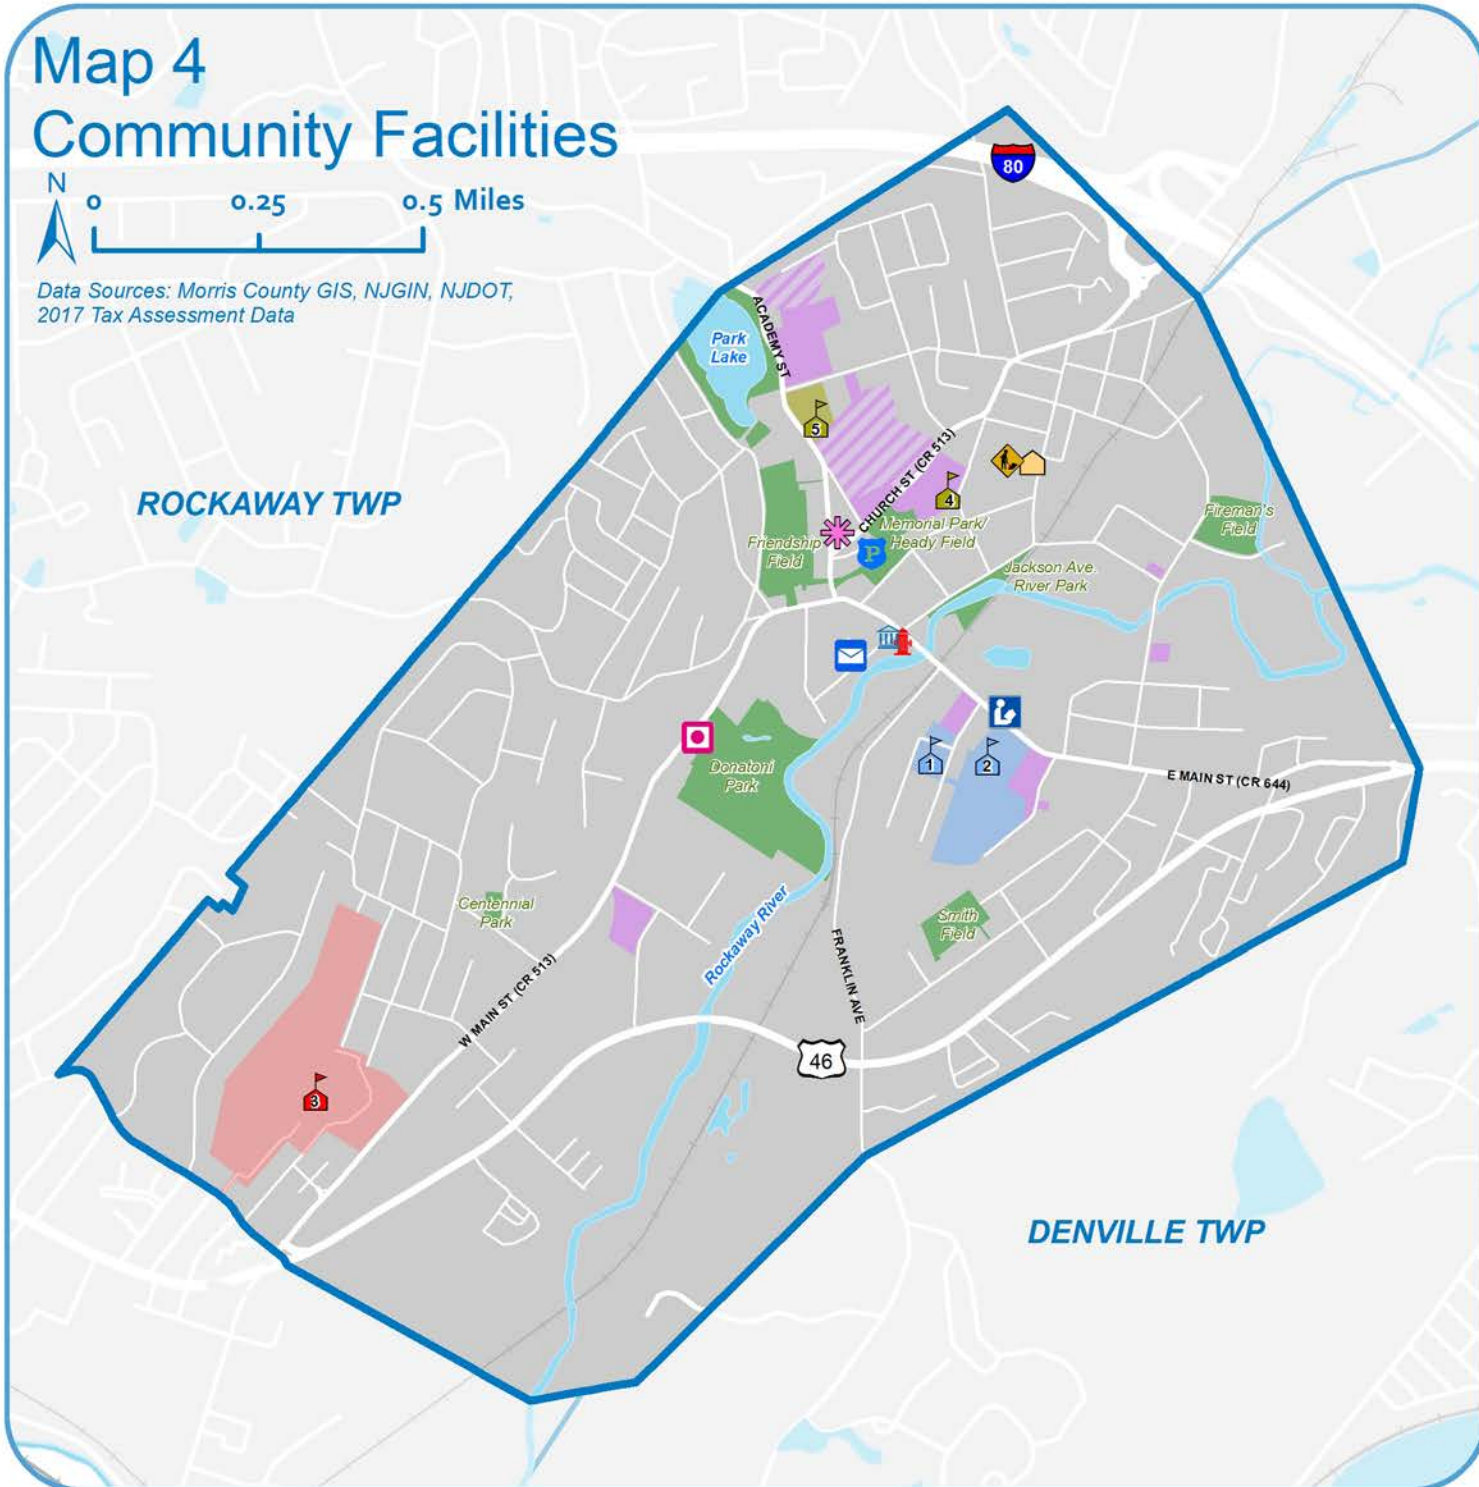 Map 4
Community Facilities
N
0 0.25 0.5 Miles
Data Sources: Morris County GIS, NJGIN, NJDOT,
2017 Tax Assessment Data
80
ACADEMY ST
Park
Lake
5
CHURCH ST (CR 513)
ROCKAWAY TWP
4
Fireman's
Field
Memorial Park/
Heady Field
Friendship
Field
P
Jackson Ave.
River Park
1
2
Donatoni
Park
E MAIN ST (CR 644)
Centennial
Park
Rockaway River
Smith
Field
FRANKLIN AVE
W MAIN ST (CR 513)
46
3
DENVILLE TWP